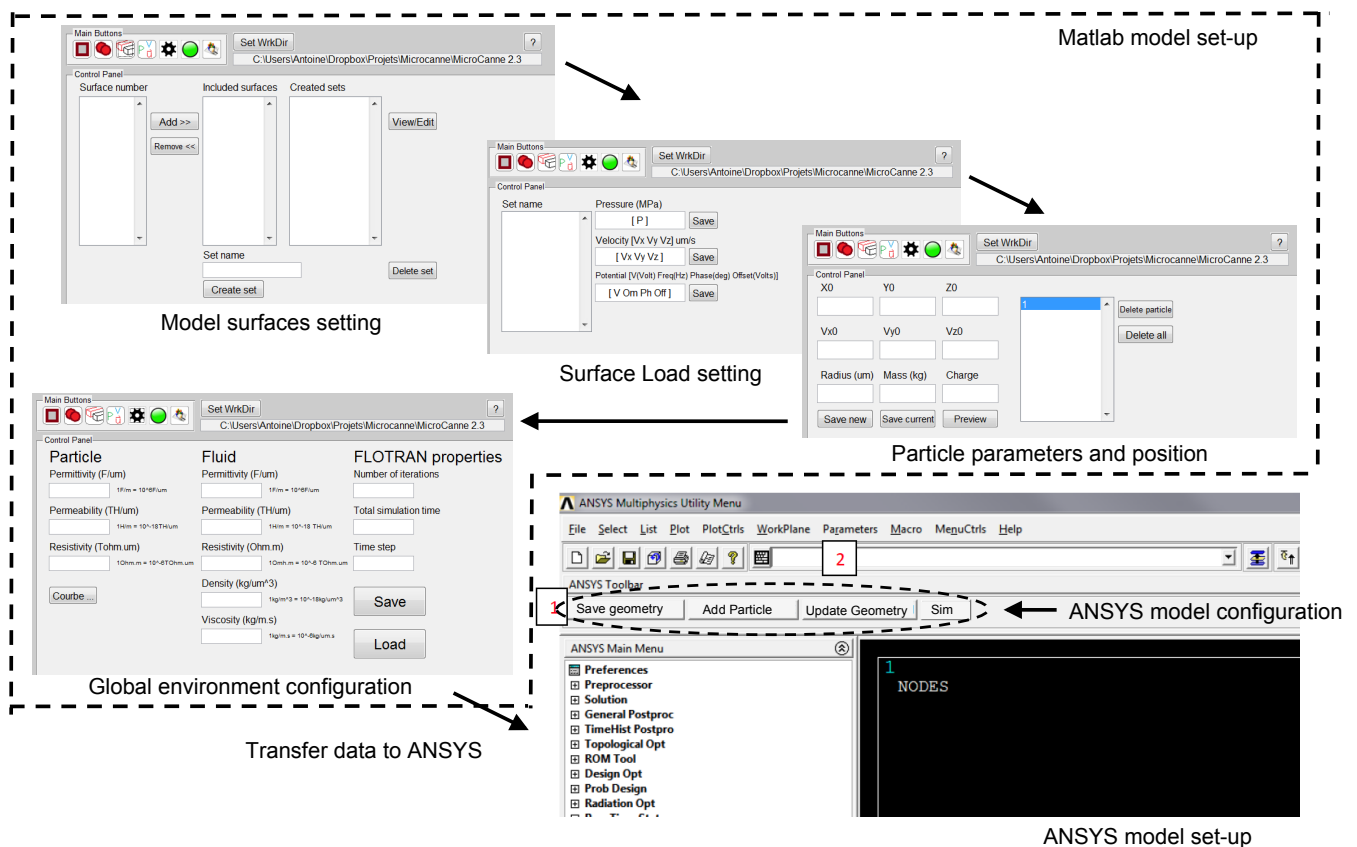 Matlab model set-up
Main Buttons
Set WrkDir
?
C:\Users\Antoine\Dropbox\Projets\Microcanne\MicroCanne 2.3
Control Panel
Surface number
Included surfaces
Created sets
Add >>
Remove <<
View/Edit
Set name
Delete set
Create set
Model surfaces setting
Main Buttons
Set WrkDir
?
C:\Users\Antoine\Dropbox\Projets\Microcanne\MicroCanne 2.3
Control Panel
Set name
Pressure (MPa)
[ P ]
Save
Velocity [Vx Vy Vz] um/s
[ Vx Vy Vz ]
Save
Potential [V(Volt) Freq(Hz) Phase(deg) Offset(Volts)]
[ V Om Ph Off ]
Save
Surface Load setting
Main Buttons
Set WrkDir
?
C:\Users\Antoine\Dropbox\Projets\Microcanne\MicroCanne 2.3
Control Panel
X0
Y0
Z0
1
Delete particle
Vx0
Vy0
Vz0
Delete all
Radius (um)
Mass (kg)
Charge
Save new
Save current
Preview
Particle parameters and position
Main Buttons
Set WrkDir
?
C:\Users\Antoine\Dropbox\Projets\Microcanne\MicroCanne 2.3
Control Panel
Particle
Fluid
FLOTRAN properties
Permittivity (F/um)
Permittivity (F/um)
Number of iterations
1F/m = 10^6F/um
1F/m = 10^6F/um
Permeability (TH/um)
Permeability (TH/um)
Total simulation time
1H/m = 10^-18TH/um
1H/m = 10^-18 TH/um
Resistivity (Tohm.um)
Resistivity (Ohm.m)
Time step
1Ohm.m = 10^-6TOhm.um
1Omh.m = 10^-6 TOhm.um
Courbe ...
Density (kg/um^3)
1kg/m^3 = 10^-18kg/um^3
Save
Viscosity (kg/m.s)
1kg/m.s = 10^-6kg/um.s
Load
Global environment configuration
Transfer data to ANSYS
ANSYS Multiphysics Utility Menu
File Select List Plot PlotCtrls WorkPlane Parameters Macro MenuCtrls Help
2
ANSYS Toolbar
1
Save geometry
Add Particle
Update Geometry
Sim
ANSYS model configuration
ANSYS Main Menu
Preferences
Preprocessor
Solution
General Postproc
TimeHist Postpro
Topological Opt
ROM Tool
Design Opt
Prob Design
Radiation Opt
1
NODES
ANSYS model set-up